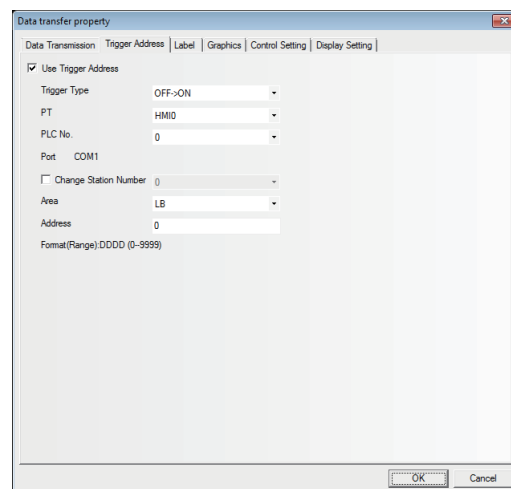 Data transfer property
Data Transmission Trigger Address Label Graphics Control Setting Display Setting
Use Trigger Address
Trigger Type OFF->ON
PT HMI0
PLC No. 0
Port COM1
Change Station Number 0
Area LB
Address 0
Format(Range):DDDD (0--9999)
OK Cancel